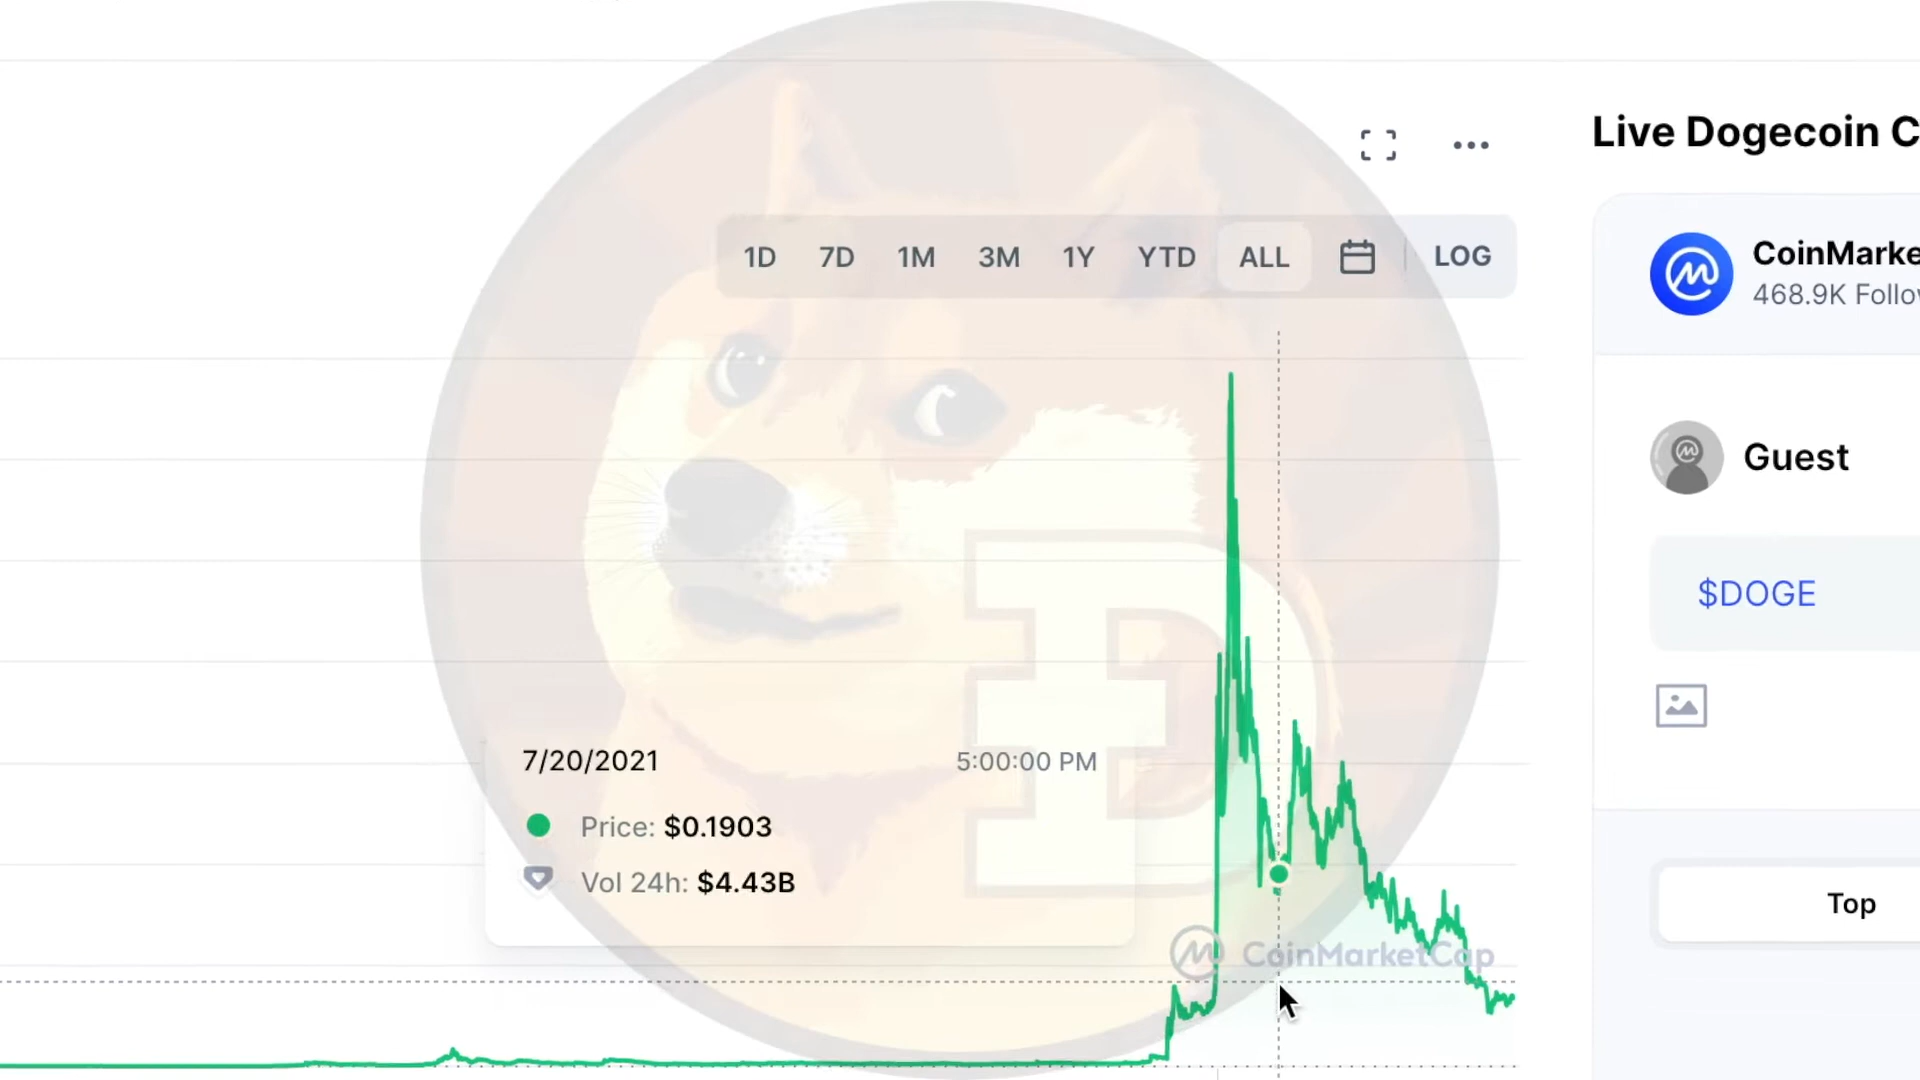 Live Dogecoin C
1D 7D 1M 3M 1Y YTD ALL LOG
CoinMarke
468.9K Follow
Guest
$DOGE
7/20/2021 5:00:00 PM
Price: $0.1903
Vol 24h: $4.43B
Top
CoinMarketCap